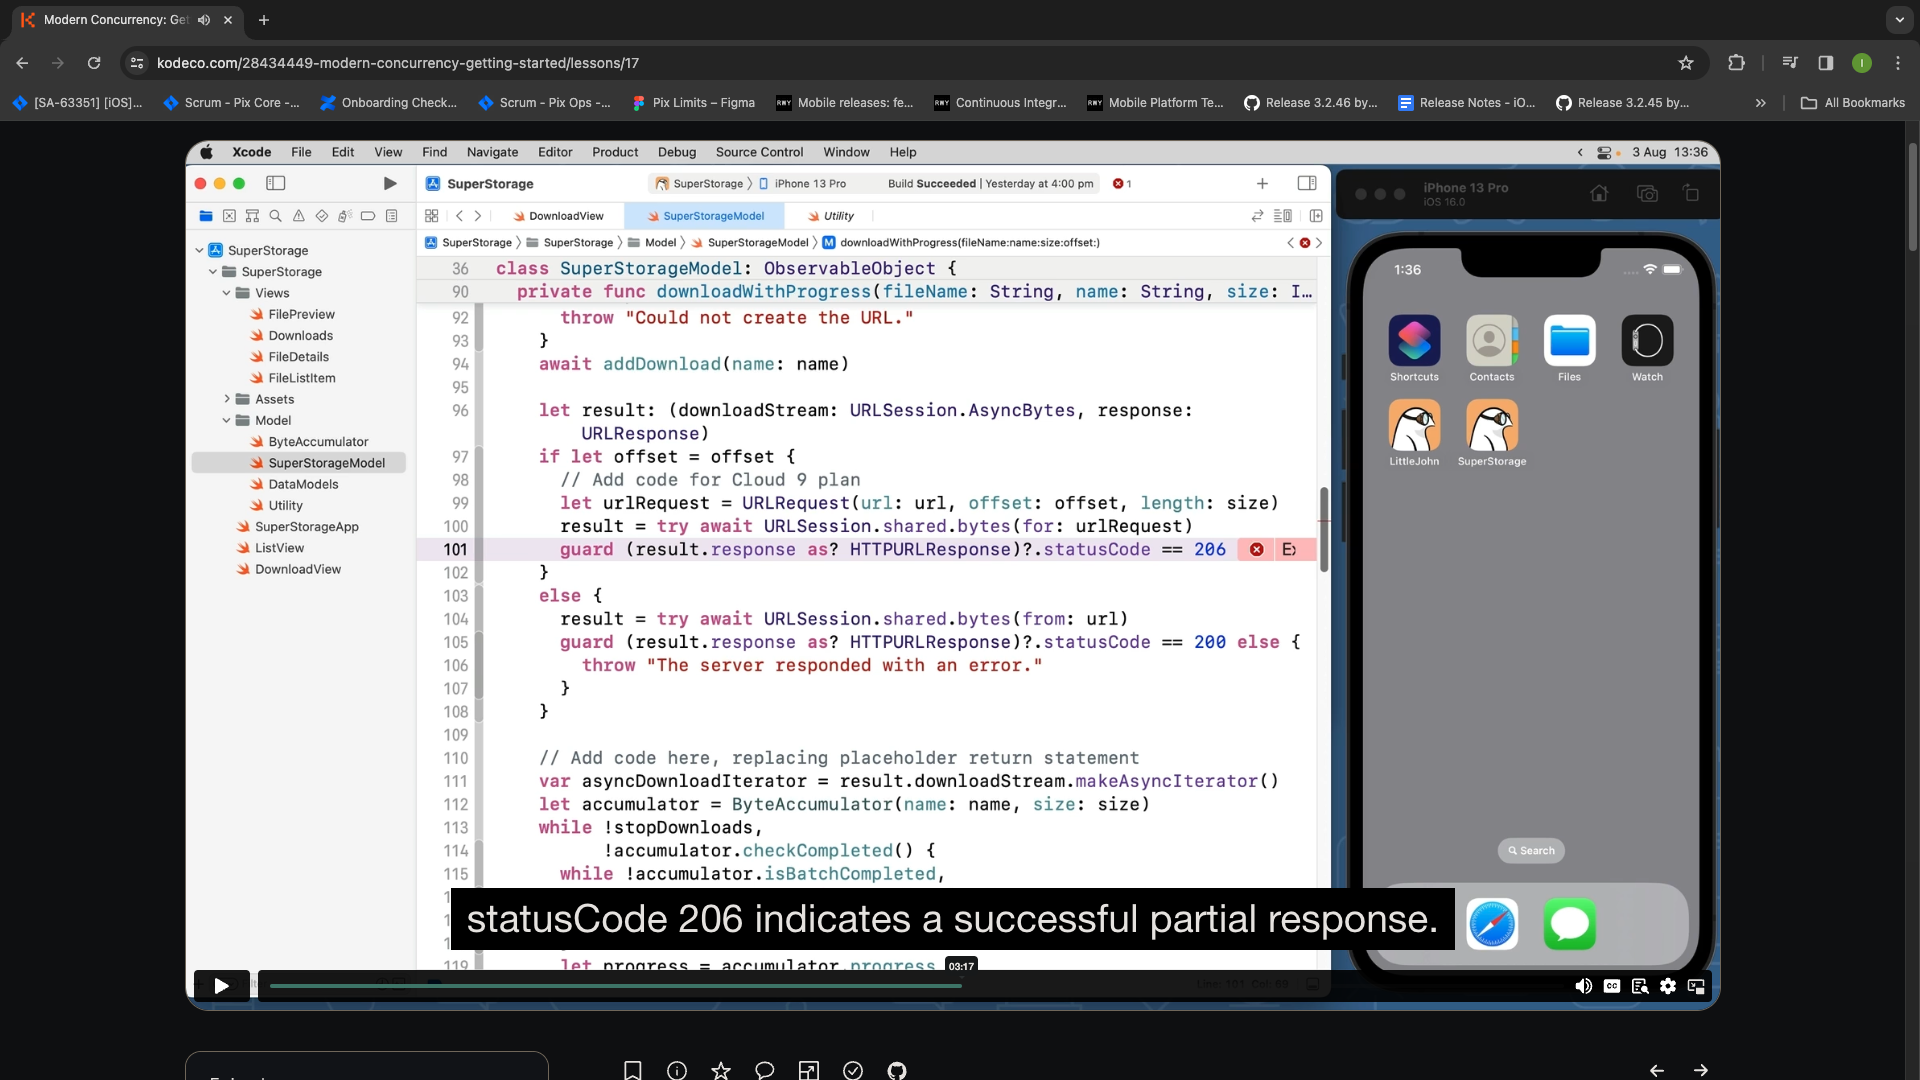 Modern Concurrency: Get
kodeco.com/28434449-modern-concurrency-getting-started/lessons/17
[SA-63351] [iOS]...
Scrum - Pix Core -...
Onboarding Check...
Scrum - Pix Ops -...
Pix Limits – Figma
Mobile releases: fe...
Continuous Integr...
Mobile Platform Te...
Release 3.2.46 by...
Release Notes - iO...
Release 3.2.45 by...
All Bookmarks
Xcode File Edit View Find Navigate Editor Product Debug Source Control Window Help
3 Aug 13:36
SuperStorage
SuperStorage 〉 iPhone 13 Pro
Build Succeeded | Yesterday at 4:00 pm
1
DownloadView
SuperStorageModel
Utility
SuperStorage 〉 SuperStorage 〉 Model 〉 SuperStorageModel 〉 M downloadWithProgress(fileName:name:size:offset:)
SuperStorage
SuperStorage
Views
FilePreview
Downloads
FileDetails
FileListItem
Assets
Model
ByteAccumulator
SuperStorageModel
DataModels
Utility
SuperStorageApp
ListView
DownloadView
36 class SuperStorageModel: ObservableObject {
90 private func downloadWithProgress(fileName: String, name: String, size: I...
92 throw "Could not create the URL."
93 }
94 await addDownload(name: name)
95
96 let result: (downloadStream: URLSession.AsyncBytes, response:
URLResponse)
97 if let offset = offset {
98 // Add code for Cloud 9 plan
99 let urlRequest = URLRequest(url: url, offset: offset, length: size)
100 result = try await URLSession.shared.bytes(for: urlRequest)
101 guard (result.response as? HTTPURLResponse)?.statusCode == 206
102 }
103 else {
104 result = try await URLSession.shared.bytes(from: url)
105 guard (result.response as? HTTPURLResponse)?.statusCode == 200 else {
106 throw "The server responded with an error."
107 }
108 }
109
110 // Add code here, replacing placeholder return statement
111 var asyncDownloadIterator = result.downloadStream.makeAsyncIterator()
112 let accumulator = ByteAccumulator(name: name, size: size)
113 while !stopDownloads,
114 !accumulator.checkCompleted() {
115 while !accumulator.isBatchCompleted,
statusCode 206 indicates a successful partial response.
119 let progress = accumulator.progress
03:17
iPhone 13 Pro
iOS 16.0
1:36
Shortcuts
Contacts
Files
Watch
LittleJohn
SuperStorage
Search
CC